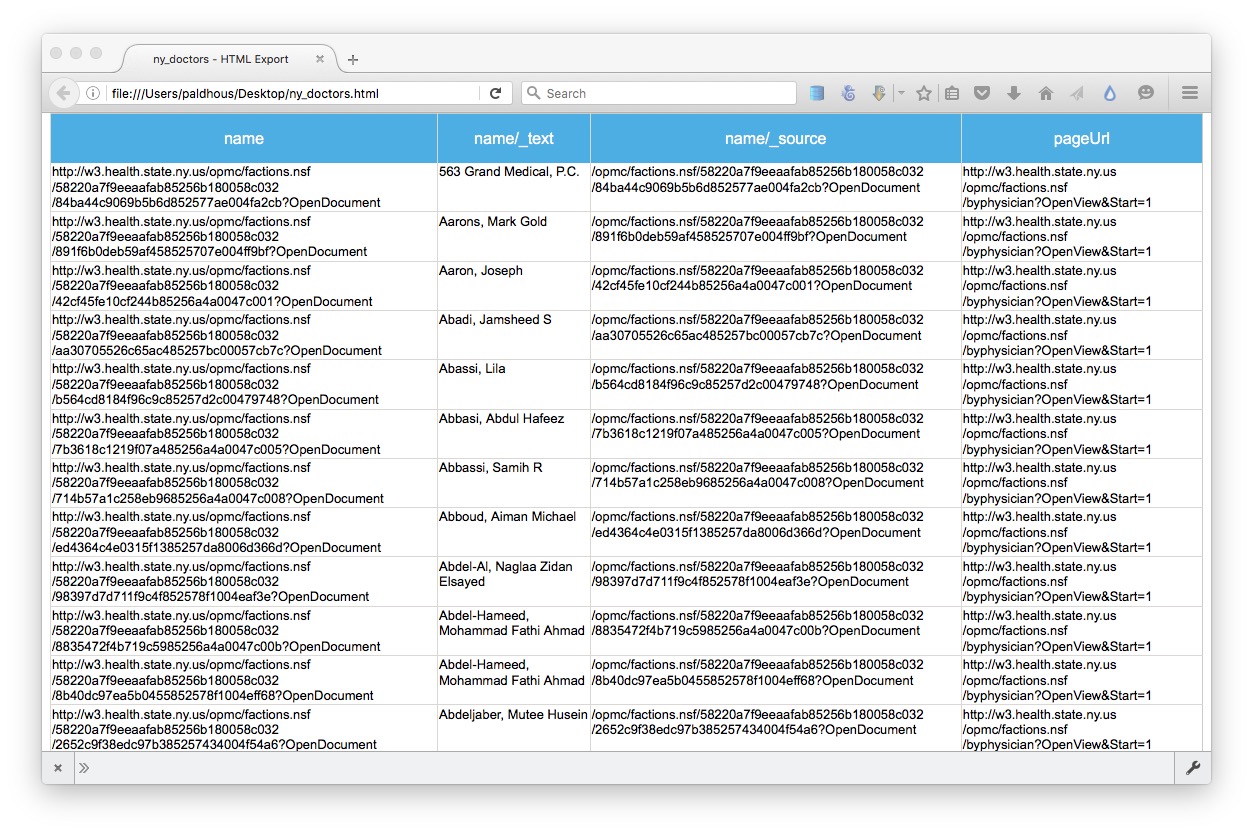 ny_doctors - HTML Export
file:///Users/paldhous/Desktop/ny_doctors.html
Search
name name/_text name/_source pageUrl
http://w3.health.state.ny.us/opmc/factions.nsf 563 Grand Medical, P.C. /opmc/factions.nsf/58220a7f9eeaafab85256b180058c032 http://w3.health.state.ny.us
/58220a7f9eeaafab85256b180058c032 /84ba44c9069b5b6d852577ae004fa2cb?OpenDocument /opmc/factions.nsf
/84ba44c9069b5b6d852577ae004fa2cb?OpenDocument /byphysician?OpenView&Start=1
http://w3.health.state.ny.us/opmc/factions.nsf Aarons, Mark Gold /opmc/factions.nsf/58220a7f9eeaafab85256b180058c032 http://w3.health.state.ny.us
/58220a7f9eeaafab85256b180058c032 /891f6b0deb59af458525707e004ff9bf?OpenDocument /opmc/factions.nsf
/891f6b0deb59af458525707e004ff9bf?OpenDocument /byphysician?OpenView&Start=1
http://w3.health.state.ny.us/opmc/factions.nsf Aaron, Joseph /opmc/factions.nsf/58220a7f9eeaafab85256b180058c032 http://w3.health.state.ny.us
/58220a7f9eeaafab85256b180058c032 /42cf45fe10cf244b85256a4a0047c001?OpenDocument /opmc/factions.nsf
/42cf45fe10cf244b85256a4a0047c001?OpenDocument /byphysician?OpenView&Start=1
http://w3.health.state.ny.us/opmc/factions.nsf Abadi, Jamsheed S /opmc/factions.nsf/58220a7f9eeaafab85256b180058c032 http://w3.health.state.ny.us
/58220a7f9eeaafab85256b180058c032 /aa30705526c65ac485257bc00057cb7c?OpenDocument /opmc/factions.nsf
/aa30705526c65ac485257bc00057cb7c?OpenDocument /byphysician?OpenView&Start=1
http://w3.health.state.ny.us/opmc/factions.nsf Abassi, Lila /opmc/factions.nsf/58220a7f9eeaafab85256b180058c032 http://w3.health.state.ny.us
/58220a7f9eeaafab85256b180058c032 /b564cd8184f96c9c85257d2c00479748?OpenDocument /opmc/factions.nsf
/b564cd8184f96c9c85257d2c00479748?OpenDocument /byphysician?OpenView&Start=1
http://w3.health.state.ny.us/opmc/factions.nsf Abbasi, Abdul Hafeez /opmc/factions.nsf/58220a7f9eeaafab85256b180058c032 http://w3.health.state.ny.us
/58220a7f9eeaafab85256b180058c032 /7b3618c1219f07a485256a4a0047c005?OpenDocument /opmc/factions.nsf
/7b3618c1219f07a485256a4a0047c005?OpenDocument /byphysician?OpenView&Start=1
http://w3.health.state.ny.us/opmc/factions.nsf Abbassi, Samih R /opmc/factions.nsf/58220a7f9eeaafab85256b180058c032 http://w3.health.state.ny.us
/58220a7f9eeaafab85256b180058c032 /714b57a1c258eb9685256a4a0047c008?OpenDocument /opmc/factions.nsf
/714b57a1c258eb9685256a4a0047c008?OpenDocument /byphysician?OpenView&Start=1
http://w3.health.state.ny.us/opmc/factions.nsf Abboud, Aiman Michael /opmc/factions.nsf/58220a7f9eeaafab85256b180058c032 http://w3.health.state.ny.us
/58220a7f9eeaafab85256b180058c032 /ed4364c4e0315f1385257da8006d366d?OpenDocument /opmc/factions.nsf
/ed4364c4e0315f1385257da8006d366d?OpenDocument /byphysician?OpenView&Start=1
http://w3.health.state.ny.us/opmc/factions.nsf Abdel-Al, Naglaa Zidan /opmc/factions.nsf/58220a7f9eeaafab85256b180058c032 http://w3.health.state.ny.us
/58220a7f9eeaafab85256b180058c032 Elsayed /98397d7d711f9c4f852578f1004eaf3e?OpenDocument /opmc/factions.nsf
/98397d7d711f9c4f852578f1004eaf3e?OpenDocument /byphysician?OpenView&Start=1
http://w3.health.state.ny.us/opmc/factions.nsf Abdel-Hameed, /opmc/factions.nsf/58220a7f9eeaafab85256b180058c032 http://w3.health.state.ny.us
/58220a7f9eeaafab85256b180058c032 Mohammad Fathi Ahmad /8835472f4b719c5985256a4a0047c00b?OpenDocument /opmc/factions.nsf
/8835472f4b719c5985256a4a0047c00b?OpenDocument /byphysician?OpenView&Start=1
http://w3.health.state.ny.us/opmc/factions.nsf Abdel-Hameed, /opmc/factions.nsf/58220a7f9eeaafab85256b180058c032 http://w3.health.state.ny.us
/58220a7f9eeaafab85256b180058c032 Mohammad Fathi Ahmad /8b40dc97ea5b0455852578f1004eff68?OpenDocument /opmc/factions.nsf
/8b40dc97ea5b0455852578f1004eff68?OpenDocument /byphysician?OpenView&Start=1
http://w3.health.state.ny.us/opmc/factions.nsf Abdeljaber, Mutee Husein /opmc/factions.nsf/58220a7f9eeaafab85256b180058c032 http://w3.health.state.ny.us
/58220a7f9eeaafab85256b180058c032 /2652c9f38edc97b385257434004f54a6?OpenDocument /opmc/factions.nsf
/2652c9f38edc97b385257434004f54a6?OpenDocument /byphysician?OpenView&Start=1